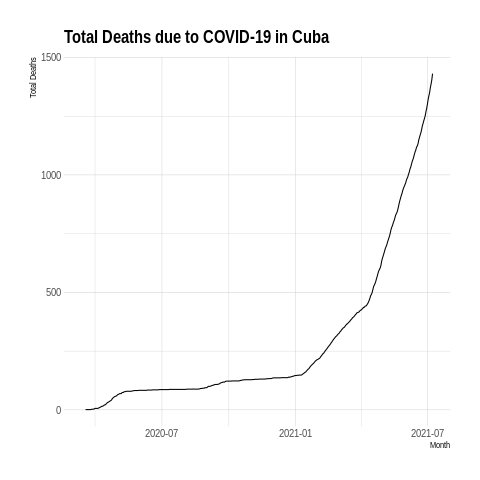 Total Deaths due to COVID-19 in Cuba
Total Deaths
1500
1000
500
0
2020-07 2021-01 2021-07
Month